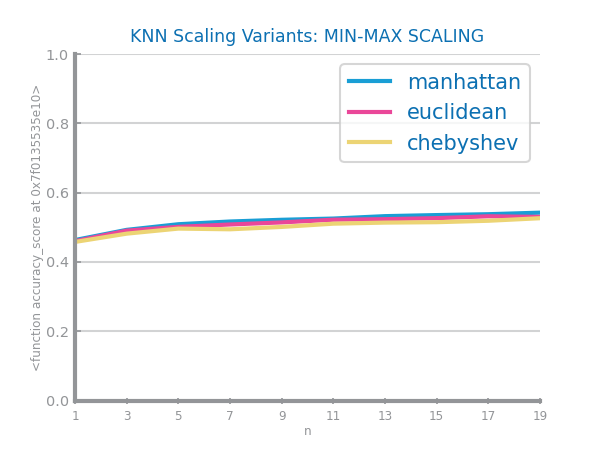 KNN Scaling Variants: MIN-MAX SCALING
<function accuracy_score at 0x7f0135535e10>
1.0
0.8
0.6
0.4
0.2
0.0
manhattan
euclidean
chebyshev
1 3 5 7 9 11 13 15 17 19
n